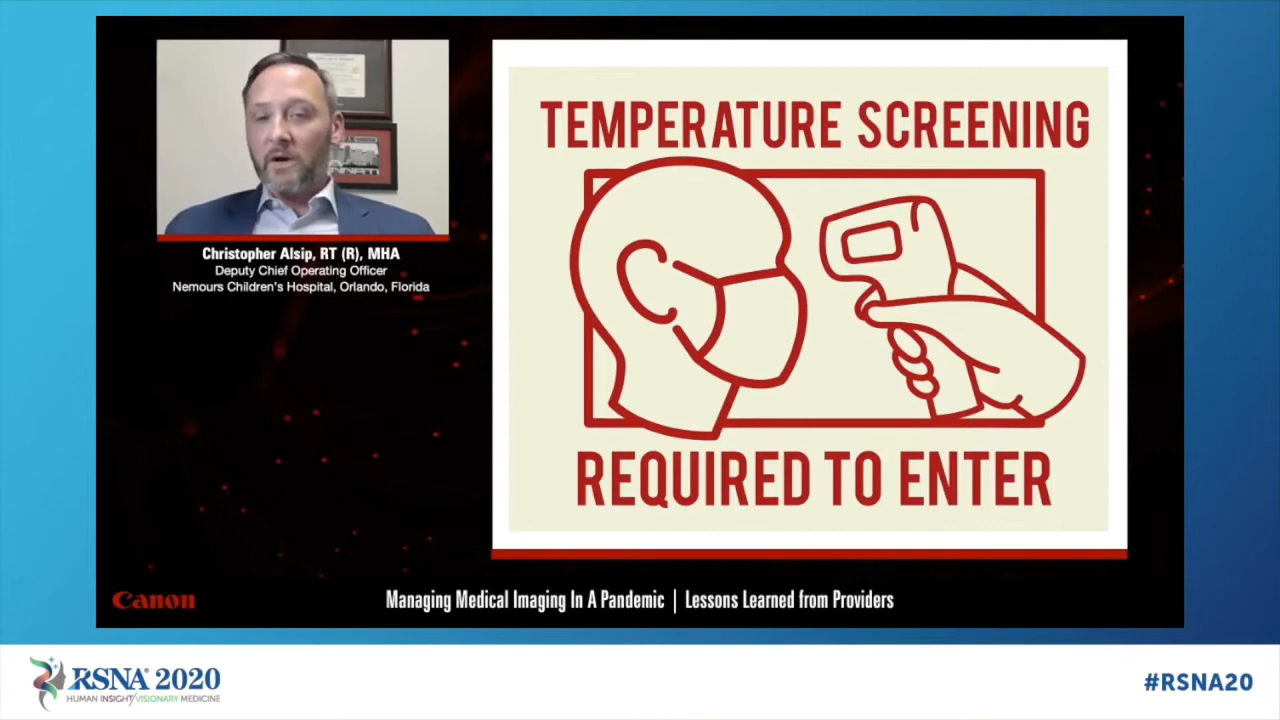 Christopher Alsip, RT (R), MHA
Deputy Chief Operating Officer
Nemours Children's Hospital, Orlando, Florida
TEMPERATURE SCREENING
REQUIRED TO ENTER
Canon
Managing Medical Imaging In A Pandemic | Lessons Learned from Providers
RSNA® 2020
HUMAN INSIGHT/VISIONARY MEDICINE
#RSNA20